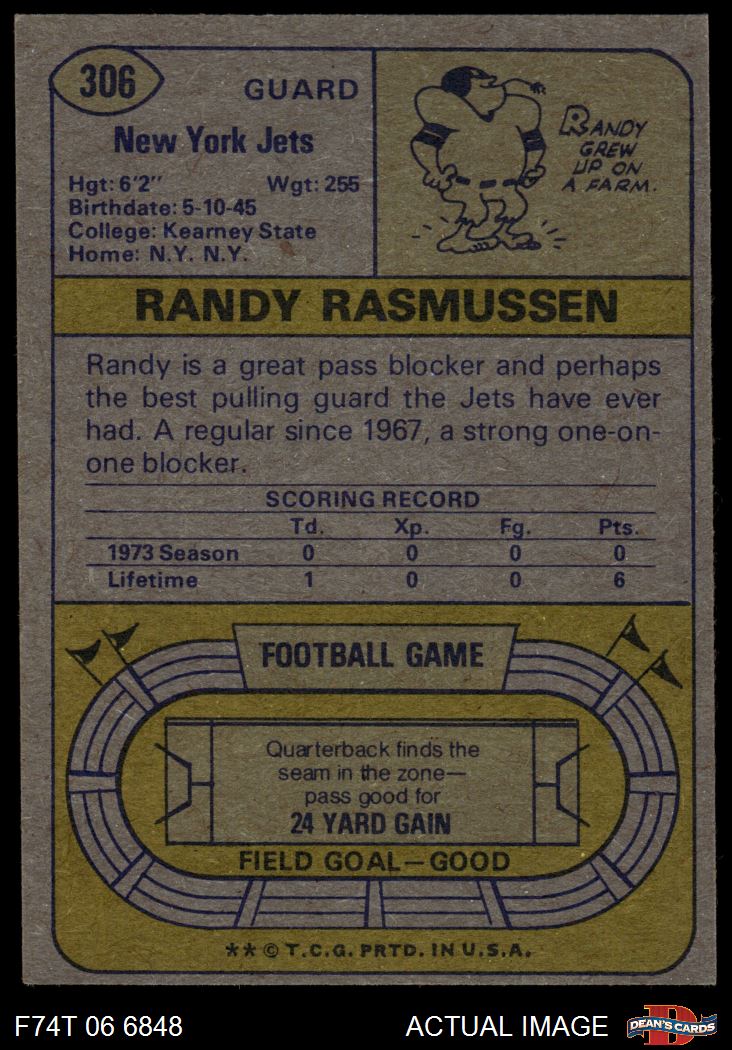 306
GUARD
New York Jets
Hgt: 6'2" Wgt: 255
Birthdate: 5-10-45
College: Kearney State
Home: N.Y. N.Y.
RANDY
GREW
UP ON
A FARM.
RANDY RASMUSSEN
Randy is a great pass blocker and perhaps
the best pulling guard the Jets have ever
had. A regular since 1967, a strong one-on-
one blocker.
SCORING RECORD
Td. Xp. Fg. Pts.
1973 Season 0 0 0 0
Lifetime 1 0 0 6
FOOTBALL GAME
Quarterback finds the
seam in the zone—
pass good for
24 YARD GAIN
FIELD GOAL—GOOD
** © T.C.G. PRTD. IN U.S.A.
F74T 06 6848 ACTUAL IMAGE
D
DEAN'S CARDS